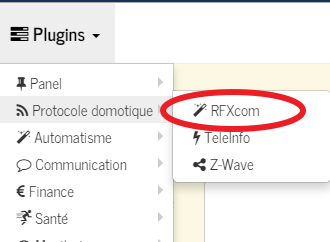 Plugins
Panel
Protocole domotique
RFXcom
Automatisme
TeleInfo
Communication
Z-Wave
Finance
Santé